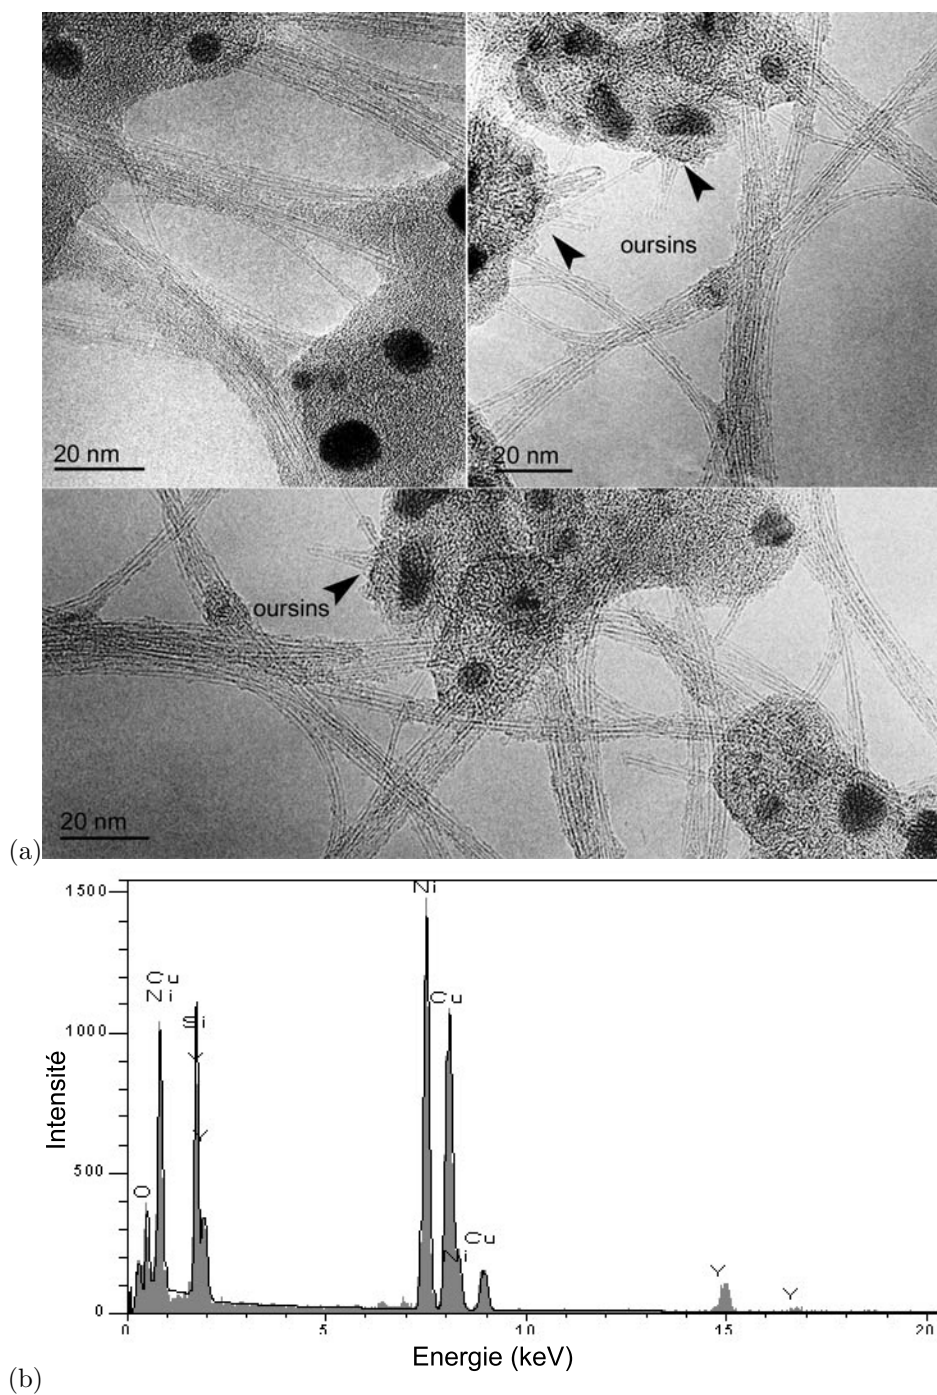 oursins
20 nm
20 nm
oursins
20 nm
(a)
1500
Ni
Cu
Ni
Cu
Si
1000
Y
Intensité
Y
500
O
Cu
Ni
Y
Y
0
0
5
10
15
20
Energie (keV)
(b)